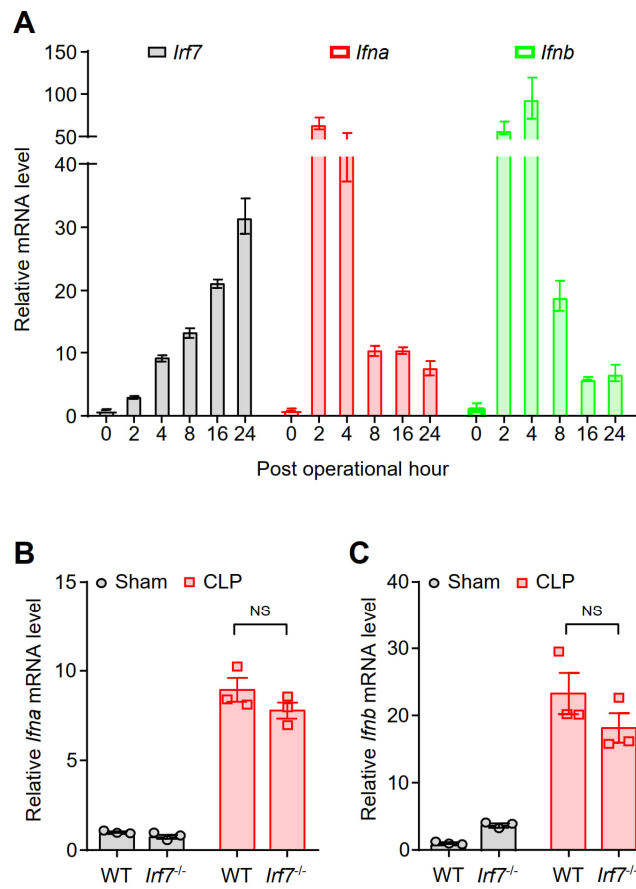 A
Irf7 Ifna Ifnb
Relative mRNA level
150
100
50
40
30
20
10
0
0 2 4 8 16 24 0 2 4 8 16 24 0 2 4 8 16 24
Post operational hour
B
Sham CLP
Relative Ifna mRNA level
15
10
5
0
NS
WT Irf7-/- WT Irf7-/-
C
Sham CLP
Relative Ifnb mRNA level
40
30
20
10
0
NS
WT Irf7-/- WT Irf7-/-